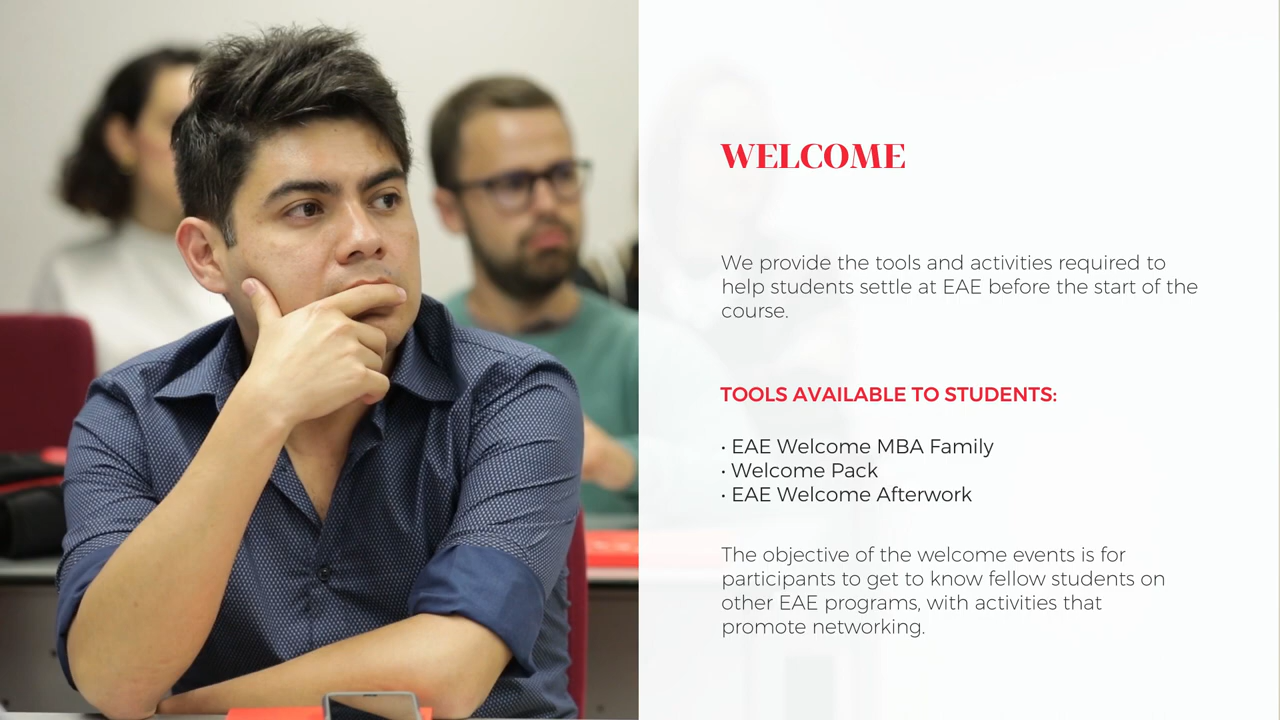 WELCOME
We provide the tools and activities required to
help students settle at EAE before the start of the
course.
TOOLS AVAILABLE TO STUDENTS:
• EAE Welcome MBA Family
• Welcome Pack
• EAE Welcome Afterwork
The objective of the welcome events is for
participants to get to know fellow students on
other EAE programs, with activities that
promote networking.